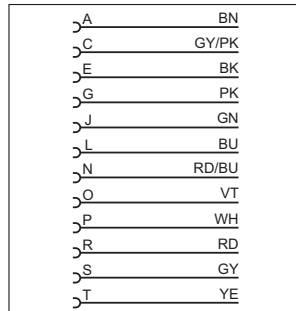 A BN
C GY/PK
E BK
G PK
J GN
L BU
N RD/BU
O VT
P WH
R RD
S GY
T YE